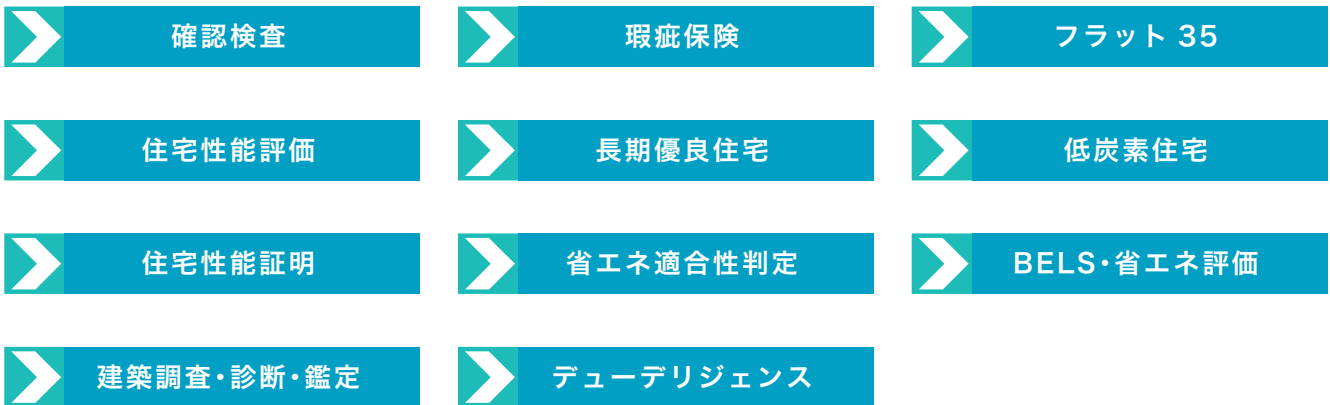 確認検査
瑕疵保険
フラット 35
住宅性能評価
長期優良住宅
低炭素住宅
住宅性能証明
省エネ適合性判定
BELS・省エネ評価
建築調査・診断・鑑定
デューデリジェンス